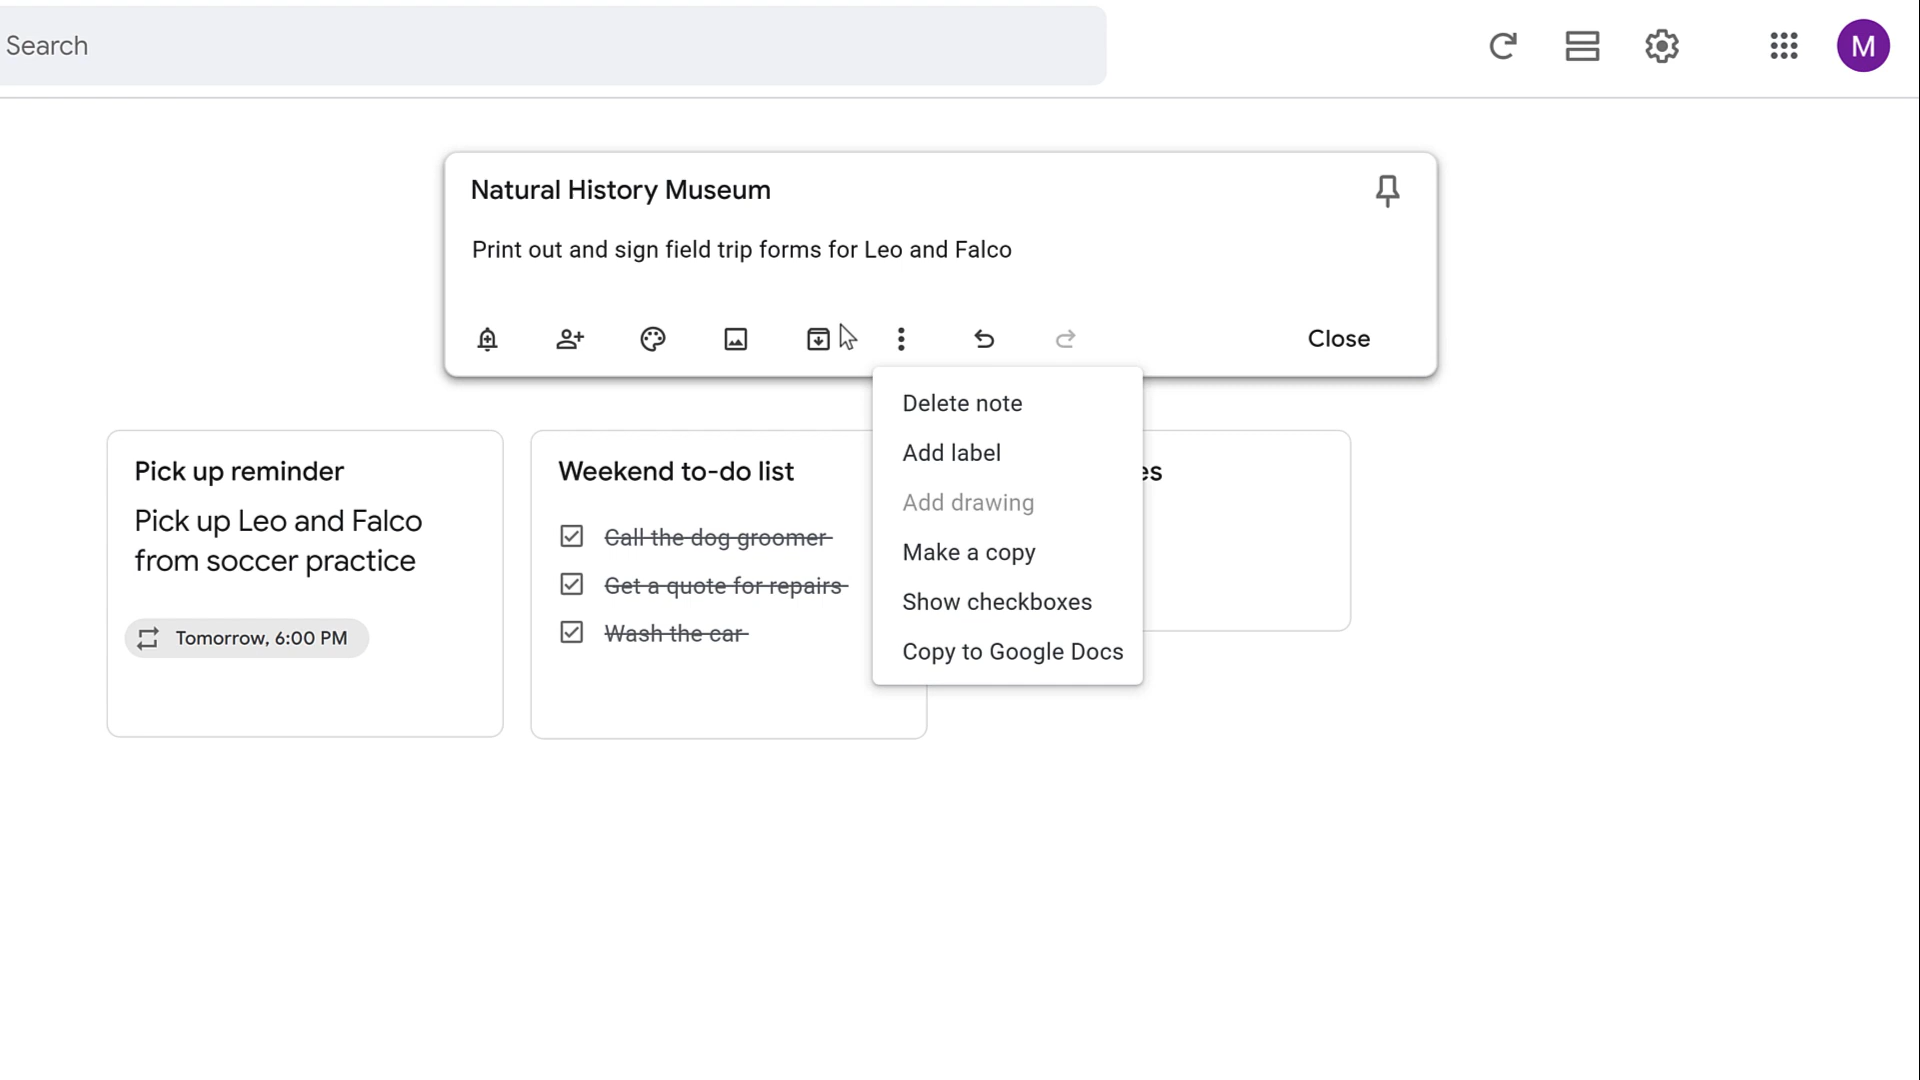 Search
M
Natural History Museum
Print out and sign field trip forms for Leo and Falco
Close
Delete note
Add label
Add drawing
Make a copy
Show checkboxes
Copy to Google Docs
Pick up reminder
Pick up Leo and Falco
from soccer practice
Tomorrow, 6:00 PM
Weekend to-do list
Call the dog groomer
Get a quote for repairs
Wash the car